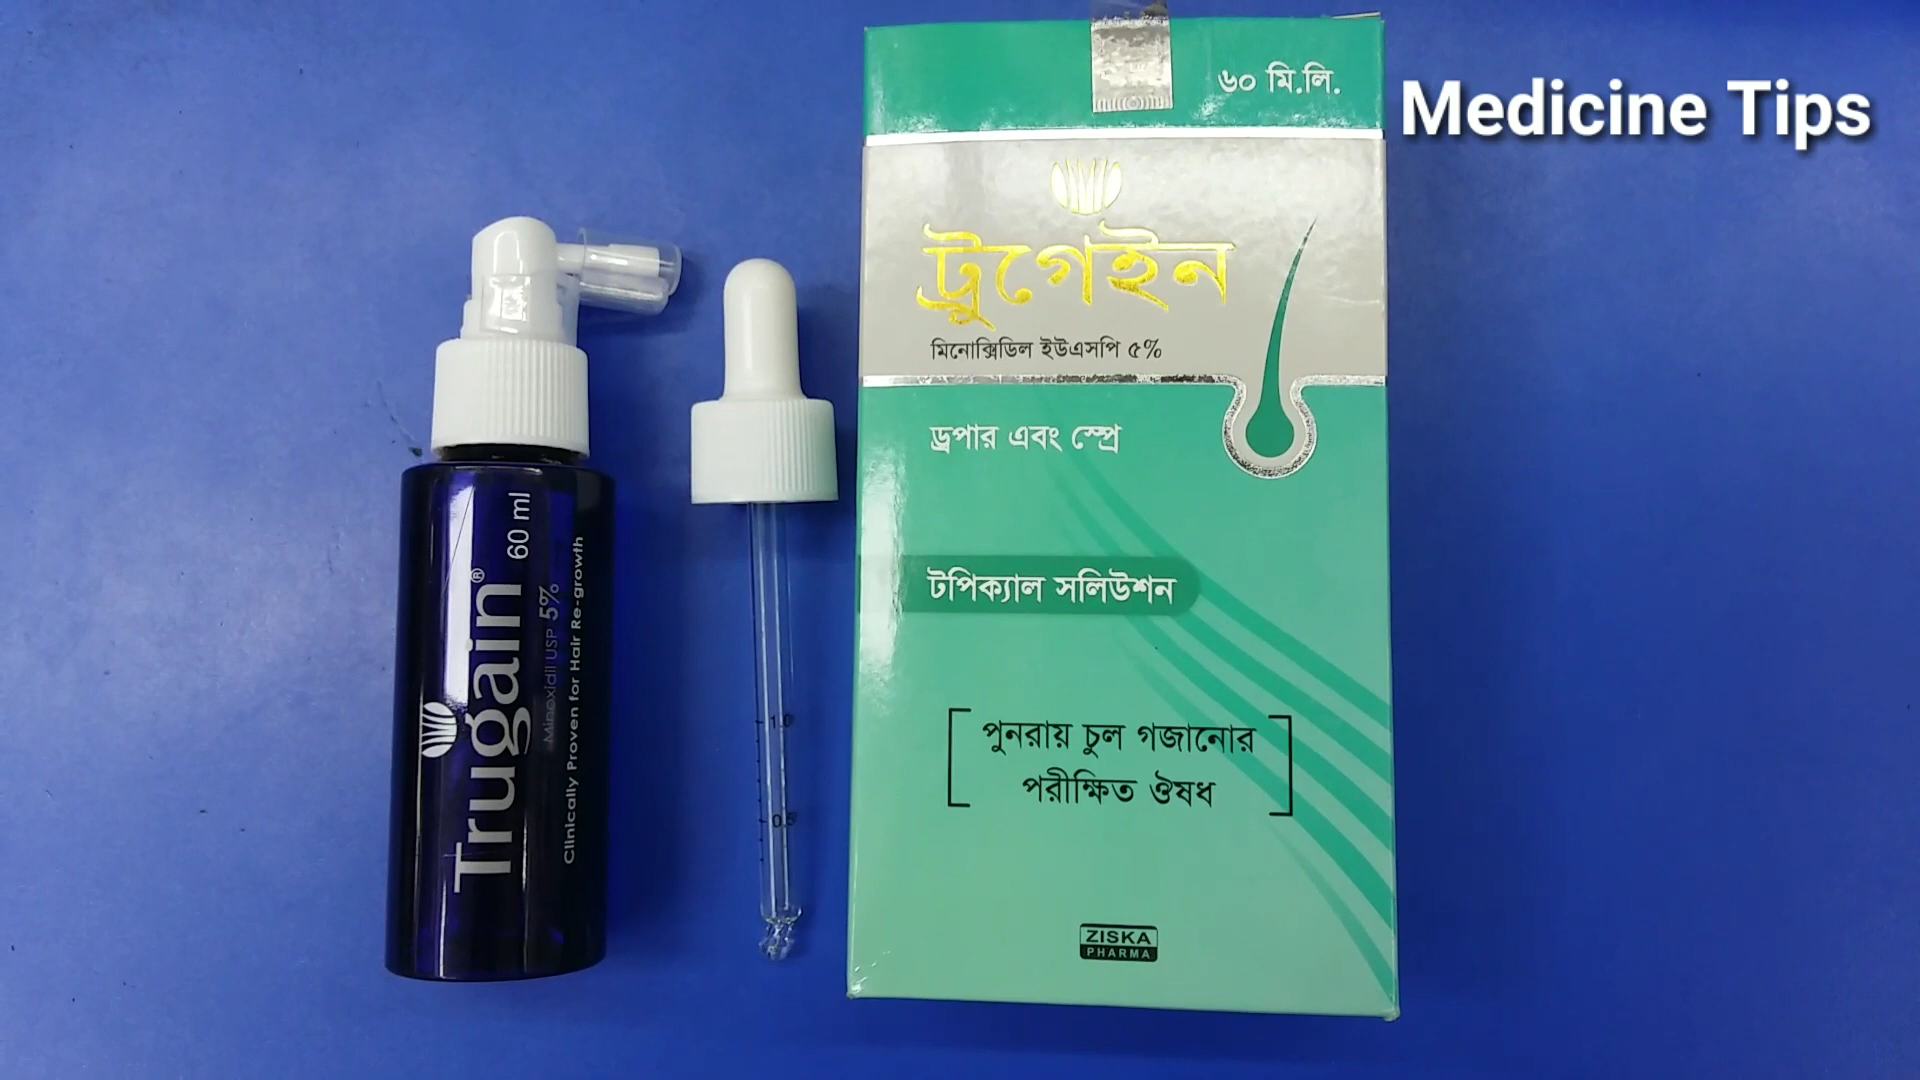 Medicine Tips
৬০ মি.লি.
ট্রুগেইন
মিনোক্সিডিল ইউএসপি ৫%
ড্রপার এবং স্প্রে
টপিক্যাল সলিউশন
পুনরায় চুল গজানোর
পরীক্ষিত ঔষধ
ZISKA
PHARMA
Trugain® 60 ml
Minoxidil USP 5%
Clinically Proven for Hair Re-growth
1.0
0.5